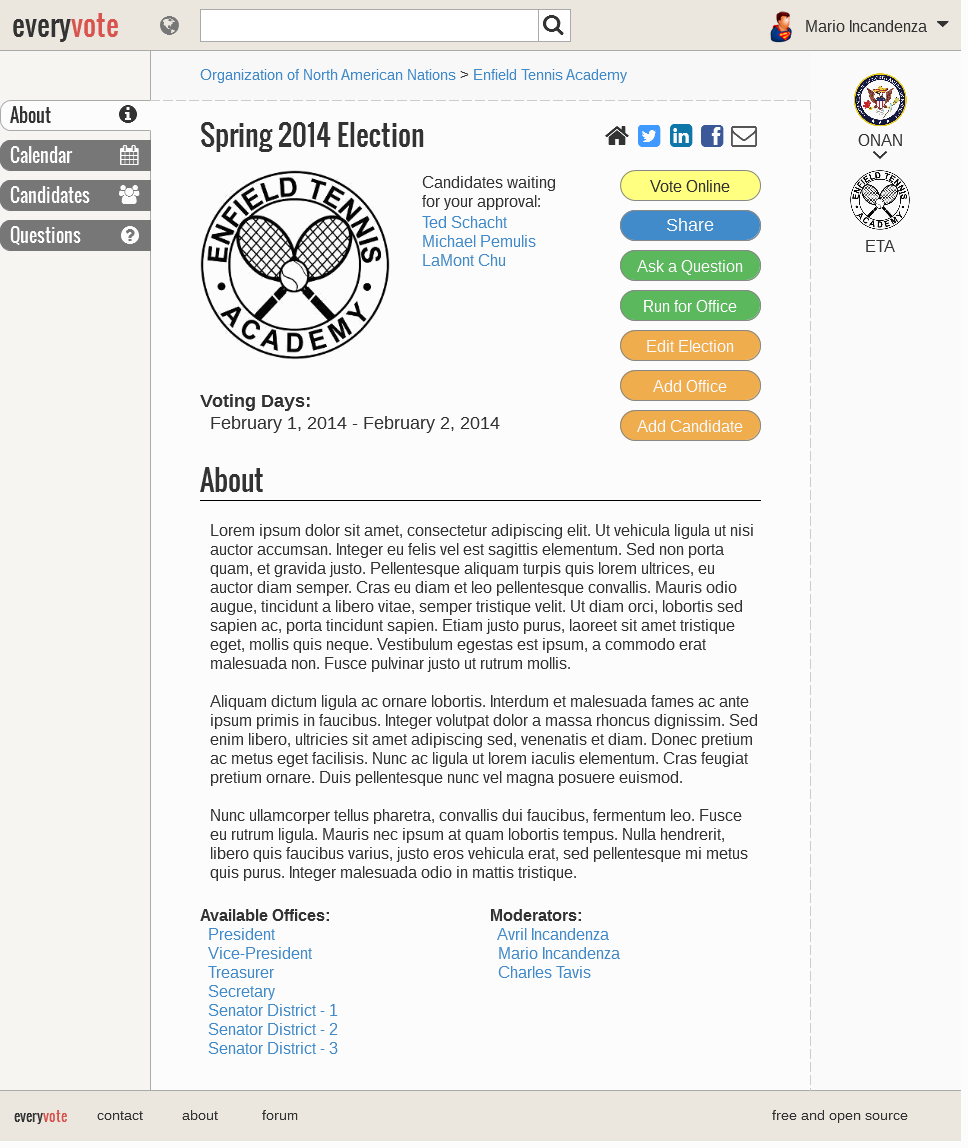 everyvote
Mario Incandenza
Organization of North American Nations > Enfield Tennis Academy
About
Calendar
Candidates
Questions
Spring 2014 Election
ENFIELD TENNIS
ACADEMY
Candidates waiting
for your approval:
Ted Schacht
Michael Pemulis
LaMont Chu
Vote Online
Share
Ask a Question
Run for Office
Edit Election
Add Office
Add Candidate
ONAN
ENFIELD TENNIS
ACADEMY
ETA
Voting Days:
February 1, 2014 - February 2, 2014
About
Lorem ipsum dolor sit amet, consectetur adipiscing elit. Ut vehicula ligula ut nisi
auctor accumsan. Integer eu felis vel est sagittis elementum. Sed non porta
quam, et gravida justo. Pellentesque aliquam turpis quis lorem ultrices, eu
auctor diam semper. Cras eu diam et leo pellentesque convallis. Mauris odio
augue, tincidunt a libero vitae, semper tristique velit. Ut diam orci, lobortis sed
sapien ac, porta tincidunt sapien. Etiam justo purus, laoreet sit amet tristique
eget, mollis quis neque. Vestibulum egestas est ipsum, a commodo erat
malesuada non. Fusce pulvinar justo ut rutrum mollis.
Aliquam dictum ligula ac ornare lobortis. Interdum et malesuada fames ac ante
ipsum primis in faucibus. Integer volutpat dolor a massa rhoncus dignissim. Sed
enim libero, ultricies sit amet adipiscing sed, venenatis et diam. Donec pretium
ac metus eget facilisis. Nunc ac ligula ut lorem iaculis elementum. Cras feugiat
pretium ornare. Duis pellentesque nunc vel magna posuere euismod.
Nunc ullamcorper tellus pharetra, convallis dui faucibus, fermentum leo. Fusce
eu rutrum ligula. Mauris nec ipsum at quam lobortis tempus. Nulla hendrerit,
libero quis faucibus varius, justo eros vehicula erat, sed pellentesque mi metus
quis purus. Integer malesuada odio in mattis tristique.
Available Offices:
President
Vice-President
Treasurer
Secretary
Senator District - 1
Senator District - 2
Senator District - 3
Moderators:
Avril Incandenza
Mario Incandenza
Charles Tavis
everyvote
contact
about
forum
free and open source